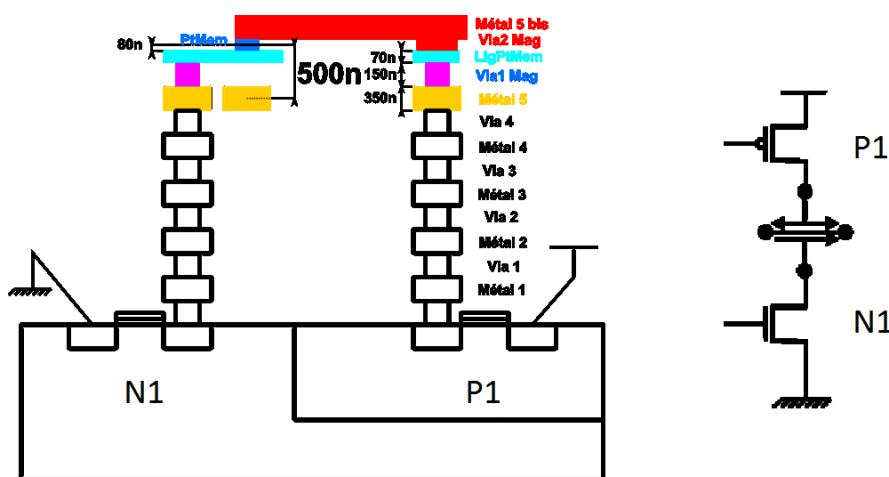 Métal 5 bis
80n PtMem Via2 Mag
500n 70n LigPtMem
150n Via1 Mag
350n Métal 5
Via 4
Métal 4
Via 3
Métal 3
Via 2
Métal 2
Via 1
Métal 1
N1 P1
P1
N1